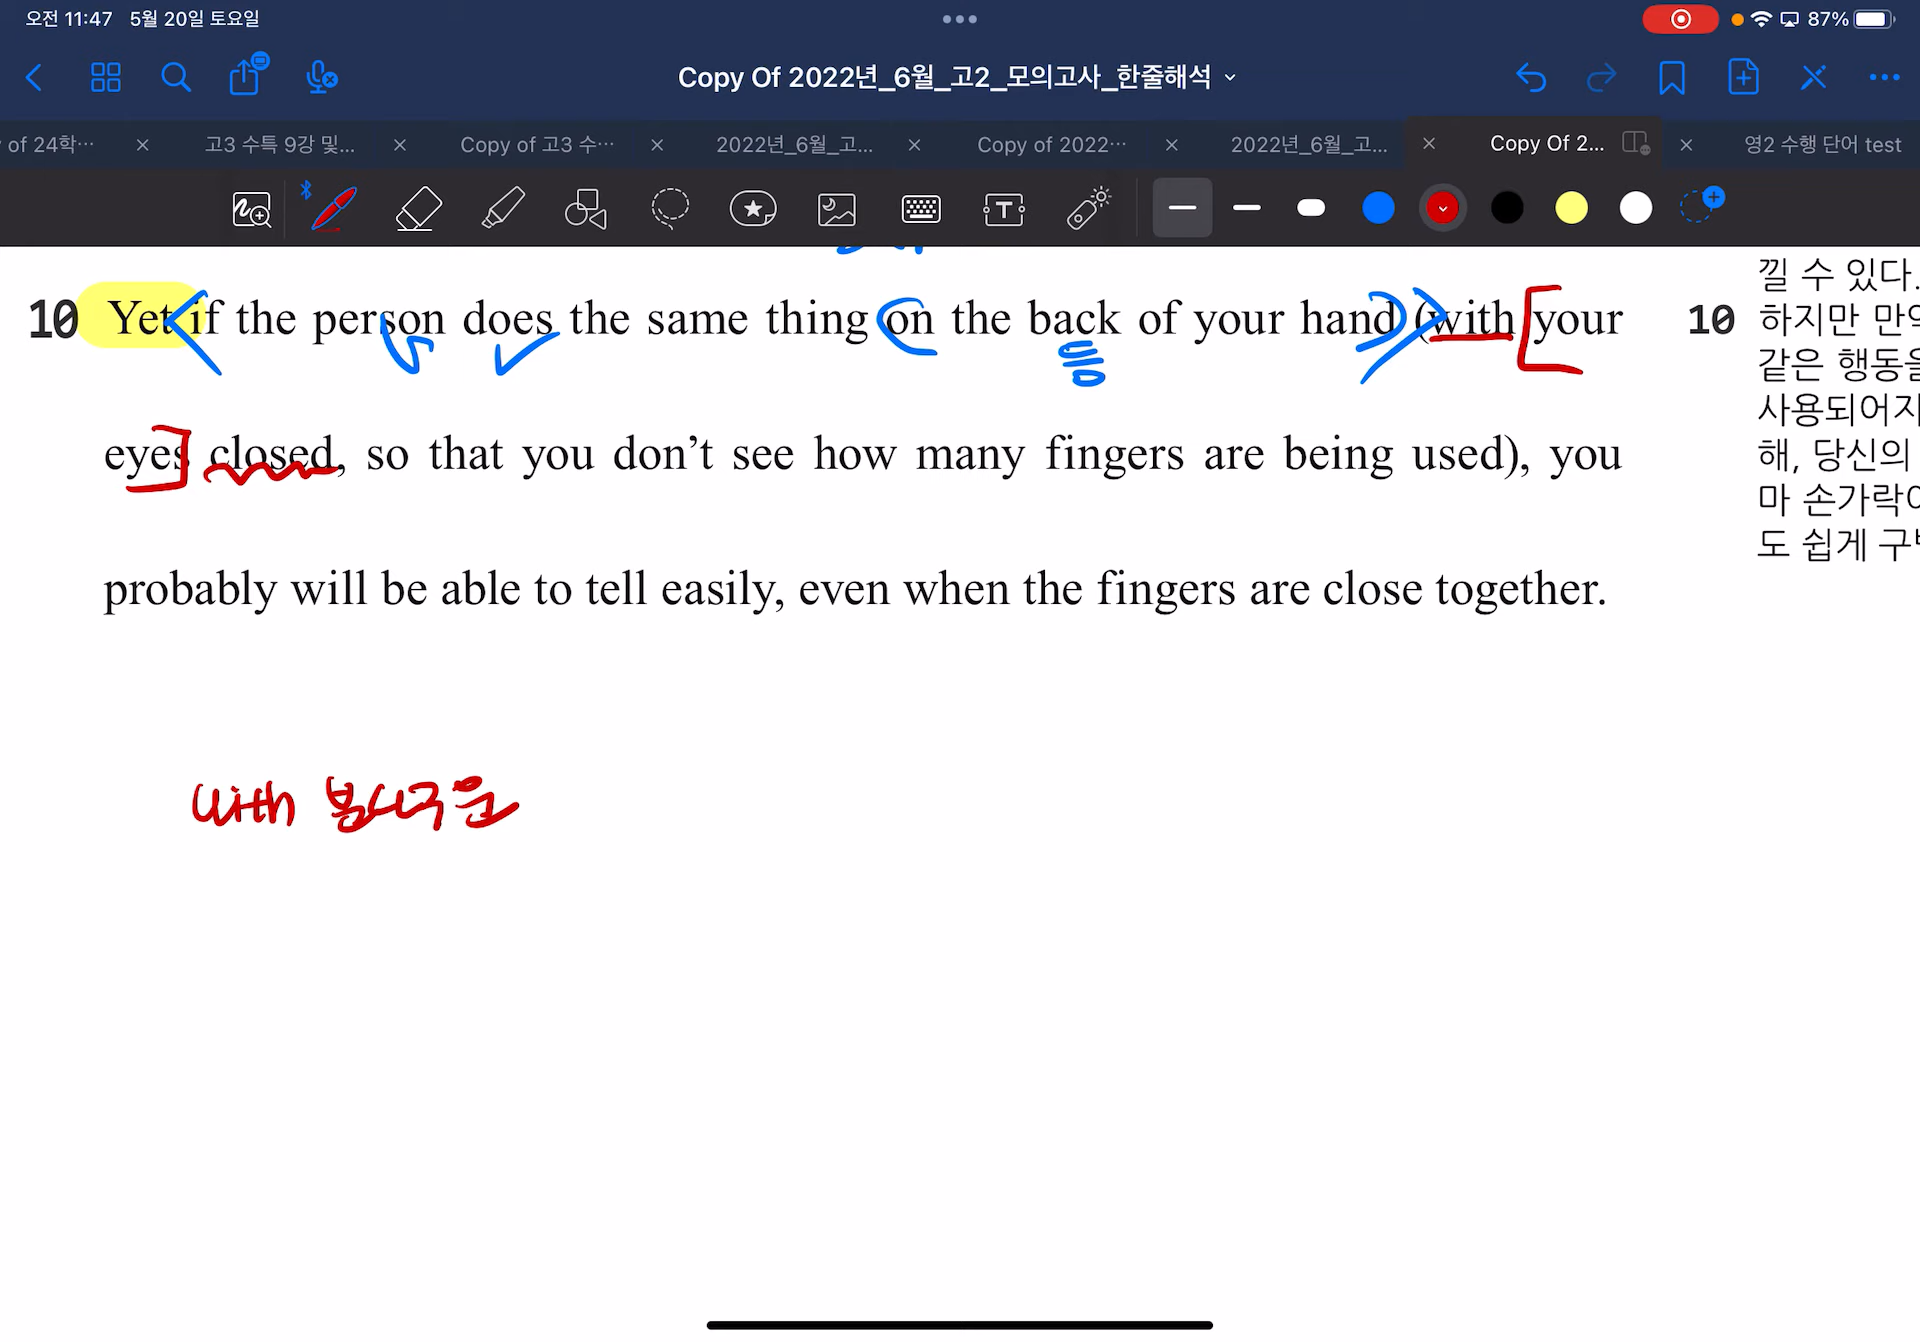 오전 11:47 5월 20일 토요일
87%
Copy Of 2022년_6월_고2_모의고사_한줄해석
of 24학···
고3 수특 9강 및...
Copy of 고3 수···
2022년_6월_고...
Copy of 2022···
2022년_6월_고...
Copy Of 2...
영2 수행 단어 test
10 Yet if the person does the same thing on the back of your hand (with your
S
등
eyes closed, so that you don’t see how many fingers are being used), you
probably will be able to tell easily, even when the fingers are close together.
with 분사구문
낄 수 있다.
10 하지만 만약
같은 행동을
사용되어지
해, 당신의
마 손가락이
도 쉽게 구별